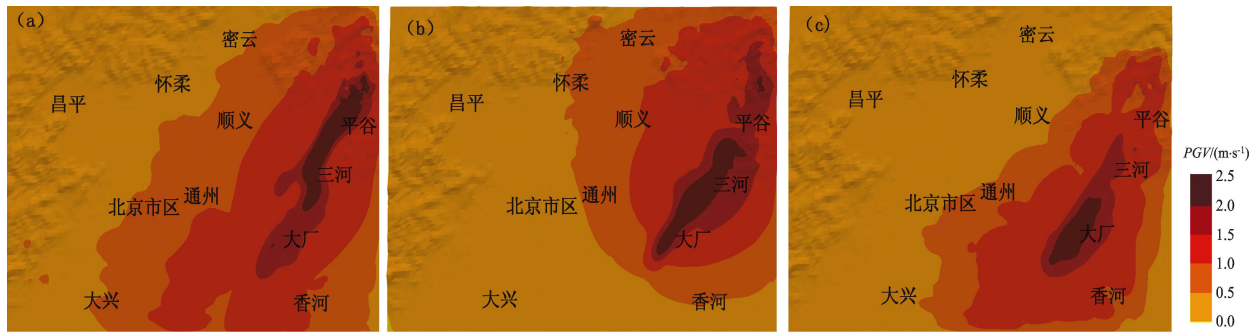 (a)
密云
怀柔
昌平
顺义
平谷
三河
通州
北京市区
大厂
大兴
香河
(b)
密云
怀柔
昌平
顺义
平谷
三河
通州
北京市区
大厂
大兴
香河
(c)
密云
怀柔
昌平
顺义
平谷
三河
通州
北京市区
大厂
大兴
香河
PGV/(m·s⁻¹)
2.5
2.0
1.5
1.0
0.5
0.0